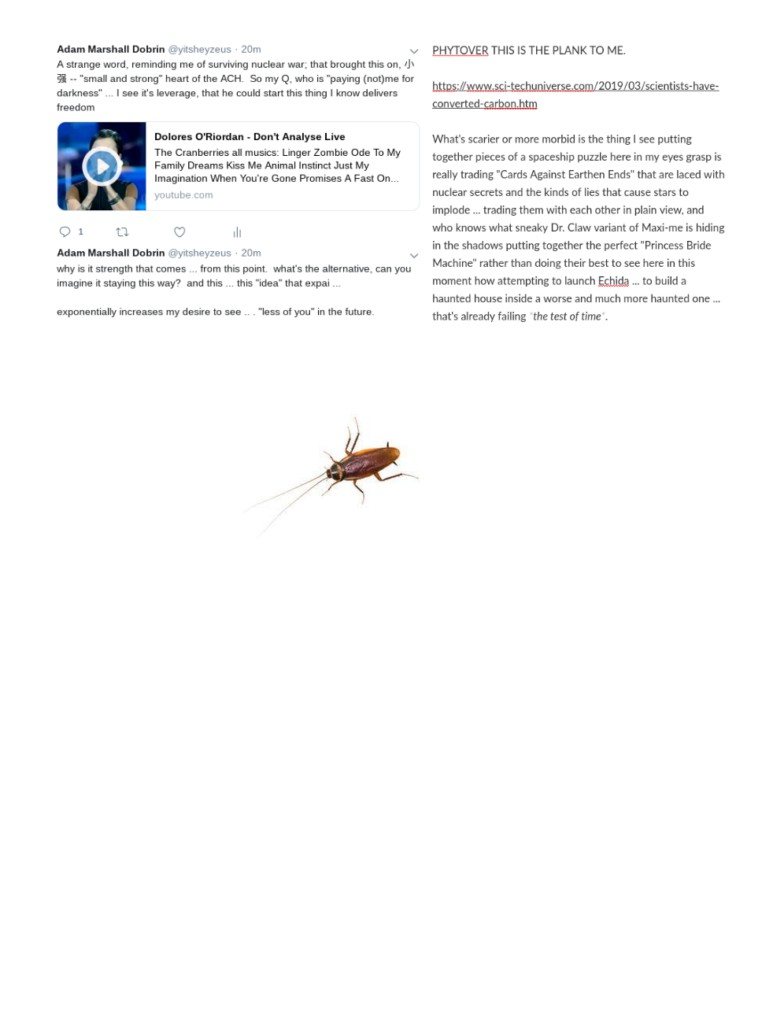 Adam Marshall Dobrin @yitsheyzeus · 20m
A strange word, reminding me of surviving nuclear war; that brought this on, 小
强 -- "small and strong" heart of the ACH.  So my Q, who is "paying (not)me for
darkness" ... I see it's leverage, that he could start this thing I know delivers
freedom
Dolores O'Riordan - Don't Analyse Live
The Cranberries all musics: Linger Zombie Ode To My
Family Dreams Kiss Me Animal Instinct Just My
Imagination When You're Gone Promises A Fast On...
youtube.com
1
Adam Marshall Dobrin @yitsheyzeus · 20m
why is it strength that comes ... from this point.  what's the alternative, can you
imagine it staying this way?  and this ... this "idea" that expai ...
exponentially increases my desire to see .. . "less of you" in the future.
PHYTOVER THIS IS THE PLANK TO ME.
https://www.sci-techuniverse.com/2019/03/scientists-have-
converted-carbon.htm
What's scarier or more morbid is the thing I see putting
together pieces of a spaceship puzzle here in my eyes grasp is
really trading "Cards Against Earthen Ends" that are laced with
nuclear secrets and the kinds of lies that cause stars to
implode ... trading them with each other in plain view, and
who knows what sneaky Dr. Claw variant of Maxi-me is hiding
in the shadows putting together the perfect "Princess Bride
Machine" rather than doing their best to see here in this
moment how attempting to launch Echida ... to build a
haunted house inside a worse and much more haunted one ...
that's already failing ˊthe test of timeˊ.